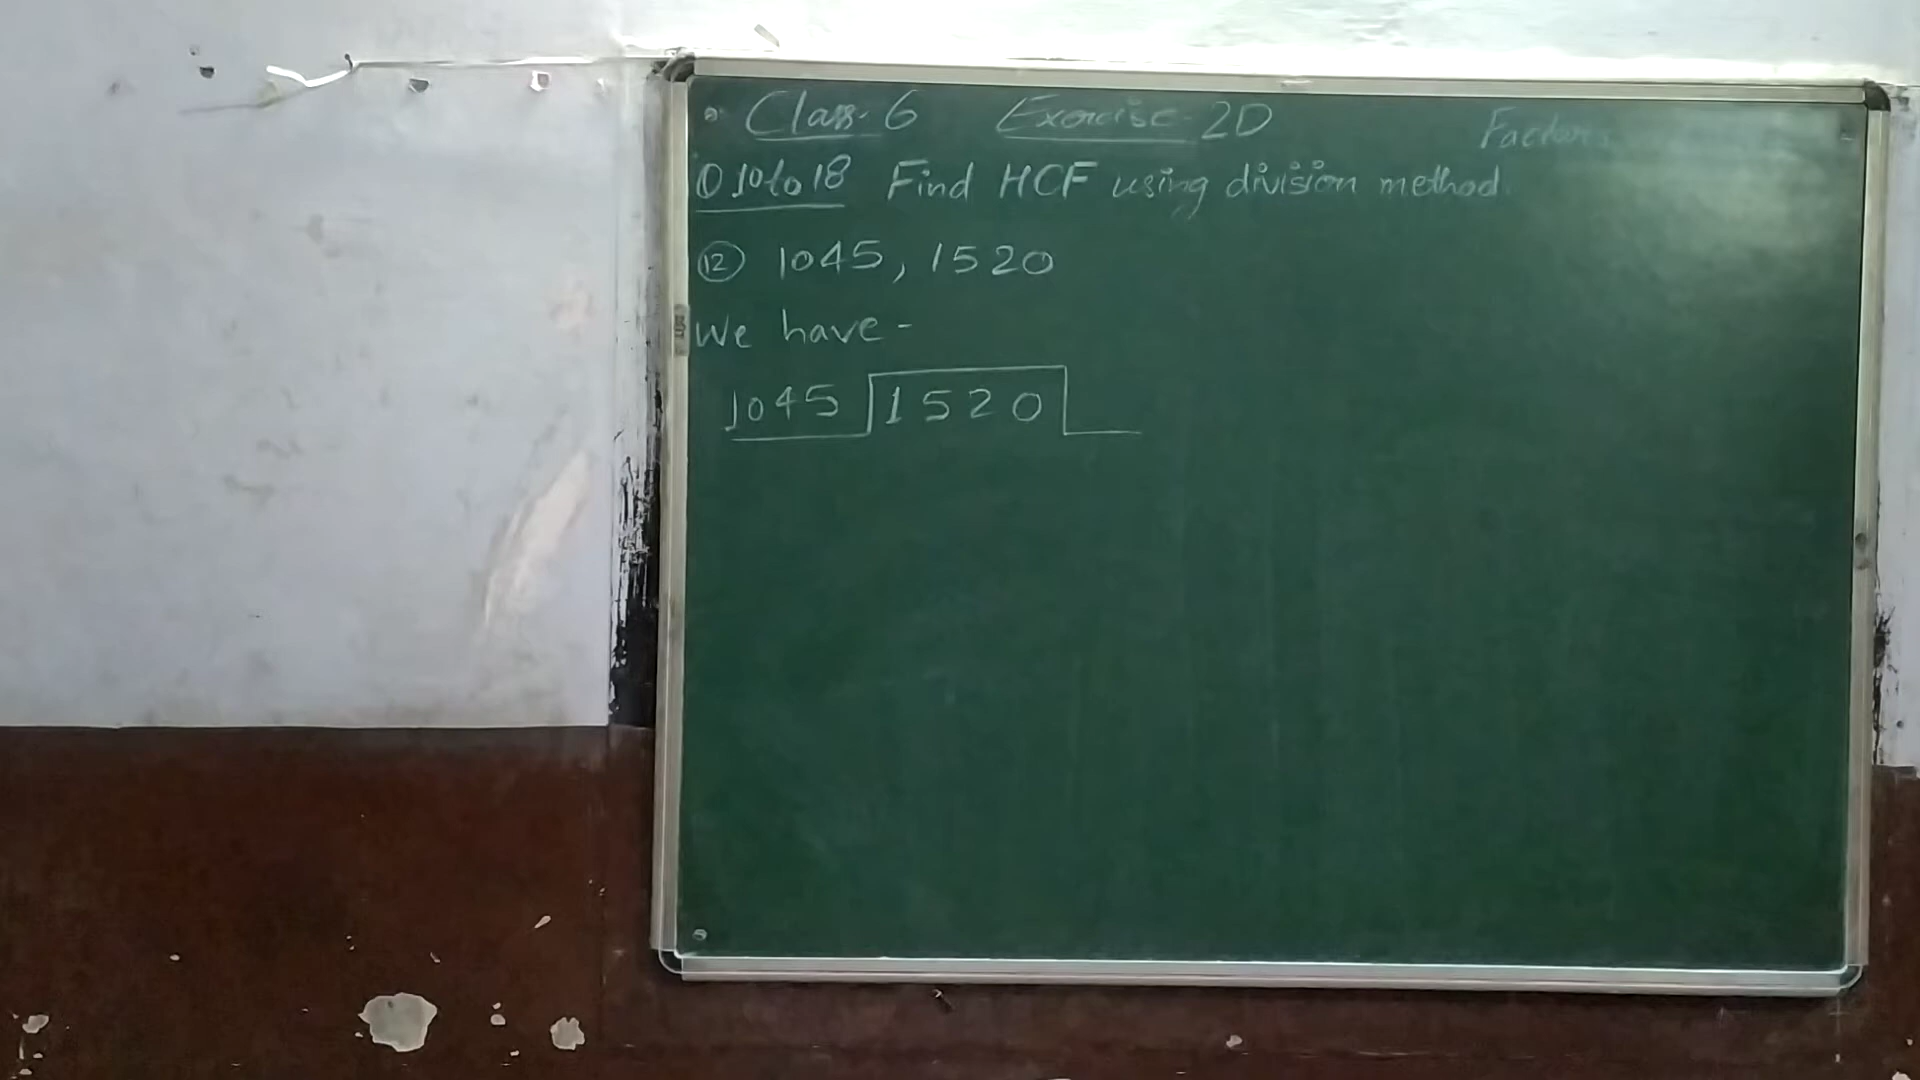 Class-6 Exercise-2D Factors
Q 10 to 18 Find HCF using division method.
12 1045, 1520
We have -
1045 1520